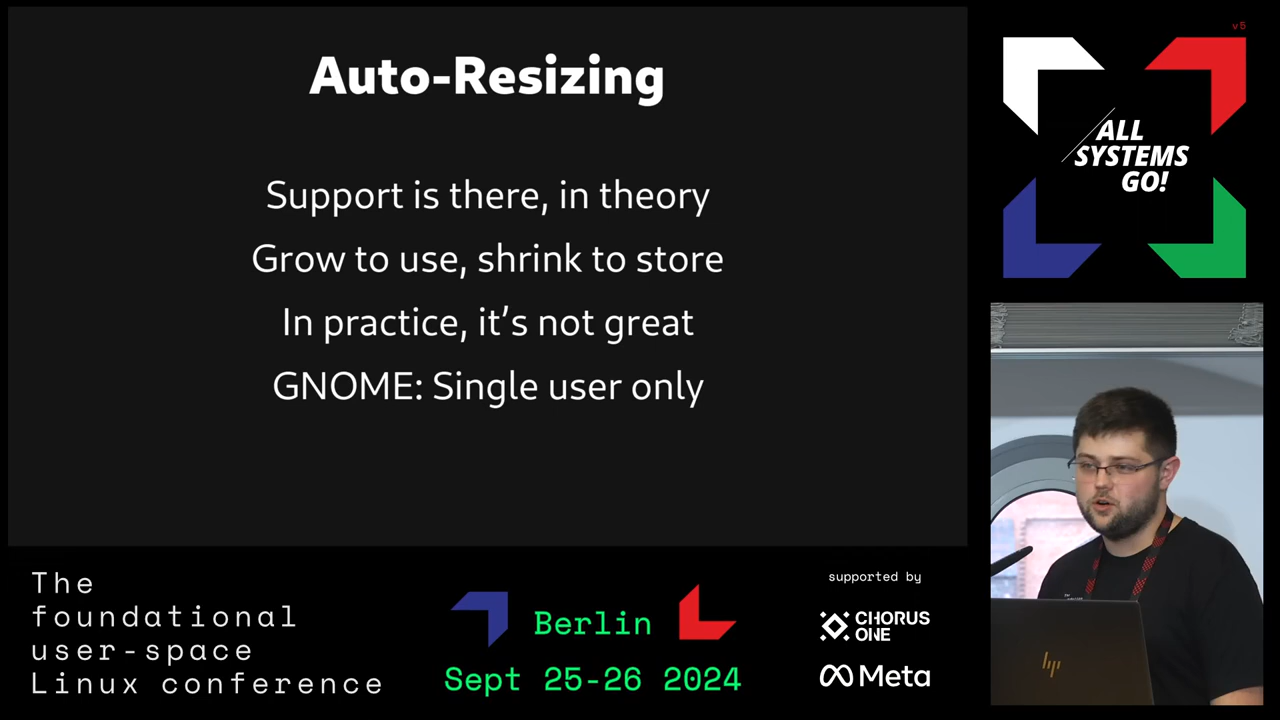 Auto-Resizing
Support is there, in theory
Grow to use, shrink to store
In practice, it’s not great
GNOME: Single user only
v5
ALL
SYSTEMS
GO!
The
foundational
user-space
Linux conference
Berlin
Sept 25-26 2024
supported by
CHORUS
ONE
Meta
hp